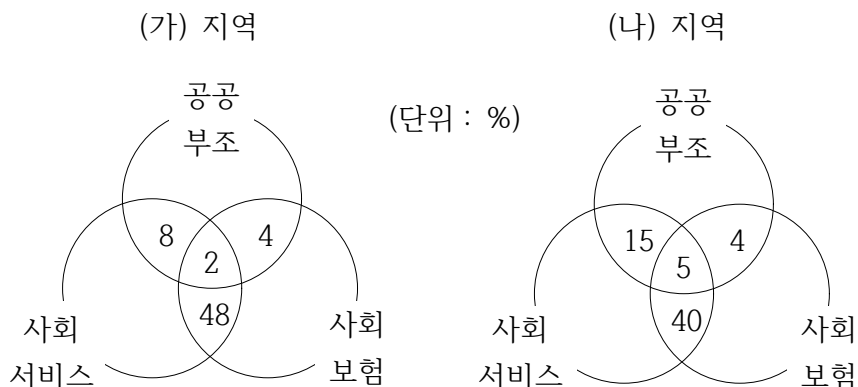 (가) 지역
(나) 지역
(단위 : %)
공공
부조
8
4
2
48
사회
서비스
사회
보험
공공
부조
15
4
5
40
사회
서비스
사회
보험